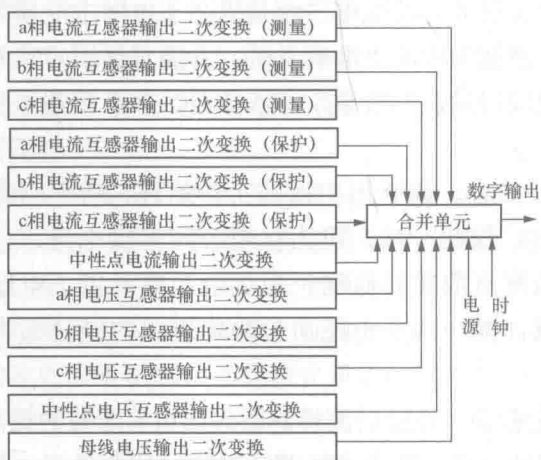 a相电流互感器输出二次变换（测量）
b相电流互感器输出二次变换（测量）
c相电流互感器输出二次变换（测量）
a相电流互感器输出二次变换（保护）
b相电流互感器输出二次变换（保护）
c相电流互感器输出二次变换（保护）
中性点电流输出二次变换
a相电压互感器输出二次变换
b相电压互感器输出二次变换
c相电压互感器输出二次变换
中性点电压互感器输出二次变换
母线电压输出二次变换
数字输出
合并单元
电源
时钟